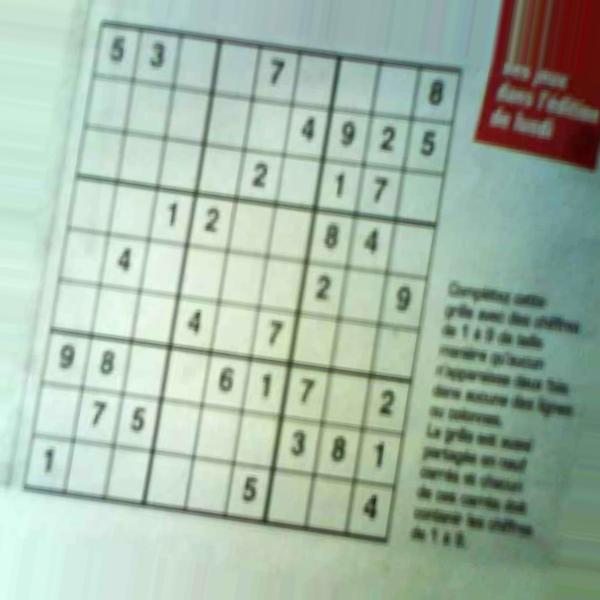 5 3 7 8
4 9 2 5
2 1 7
1 2 8 4
4 2 9
4 7
9 8 6 1 7 2
7 5 3 8 1
1 5 4
jeux
dans l'édition
de lundi
Complétez cette
grille avec des chiffres
de 1 à 9 de telle
manière qu'aucun
n'apparaisse deux fois
dans aucune des lignes
ou colonnes.
La grille est aussi
partagée en neuf
carrés et chacun
de ces carrés doit
contenir les chiffres
de 1 à 9.